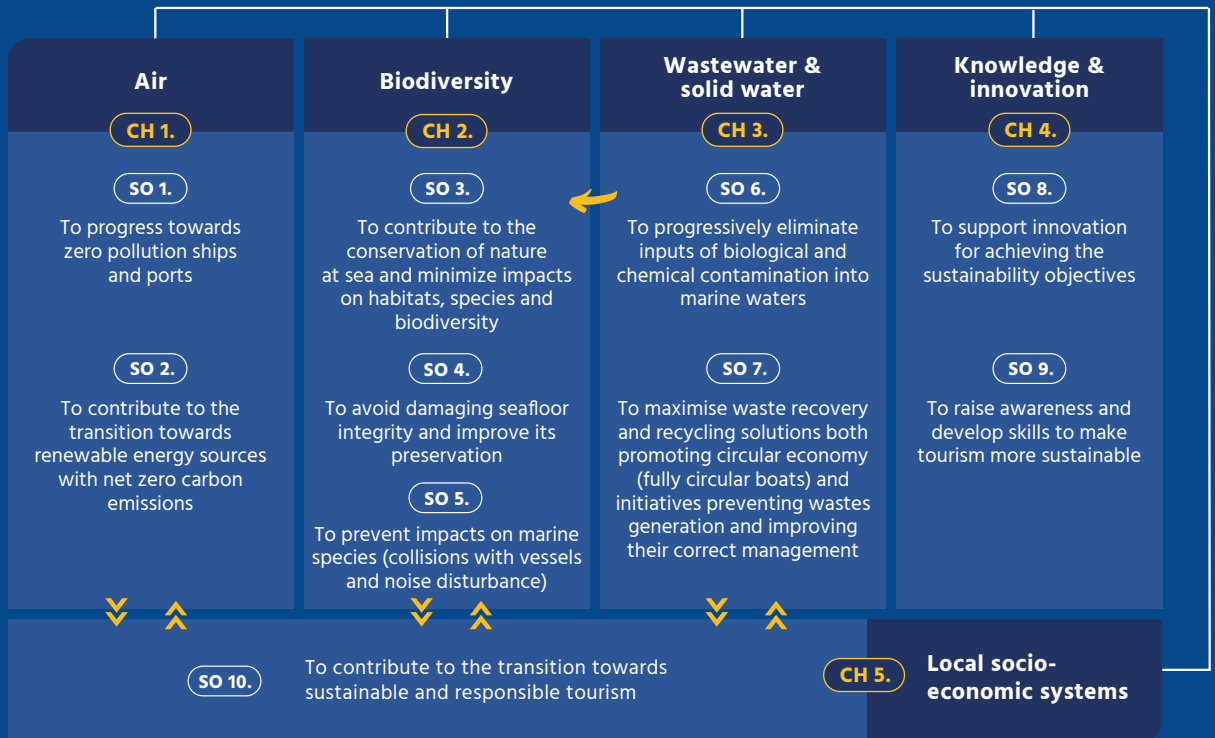 Air
CH 1.
SO 1.
To progress towards
zero pollution ships
and ports
SO 2.
To contribute to the
transition towards
renewable energy sources
with net zero carbon
emissions
Biodiversity
CH 2.
SO 3.
To contribute to the
conservation of nature
at sea and minimize impacts
on habitats, species and
biodiversity
SO 4.
To avoid damaging seafloor
integrity and improve its
preservation
SO 5.
To prevent impacts on marine
species (collisions with vessels
and noise disturbance)
Wastewater &
solid water
CH 3.
SO 6.
To progressively eliminate
inputs of biological and
chemical contamination into
marine waters
SO 7.
To maximise waste recovery
and recycling solutions both
promoting circular economy
(fully circular boats) and
initiatives preventing wastes
generation and improving
their correct management
Knowledge &
innovation
CH 4.
SO 8.
To support innovation
for achieving the
sustainability objectives
SO 9.
To raise awareness and
develop skills to make
tourism more sustainable
SO 10.
To contribute to the transition towards
sustainable and responsible tourism
CH 5.
Local socio-
economic systems